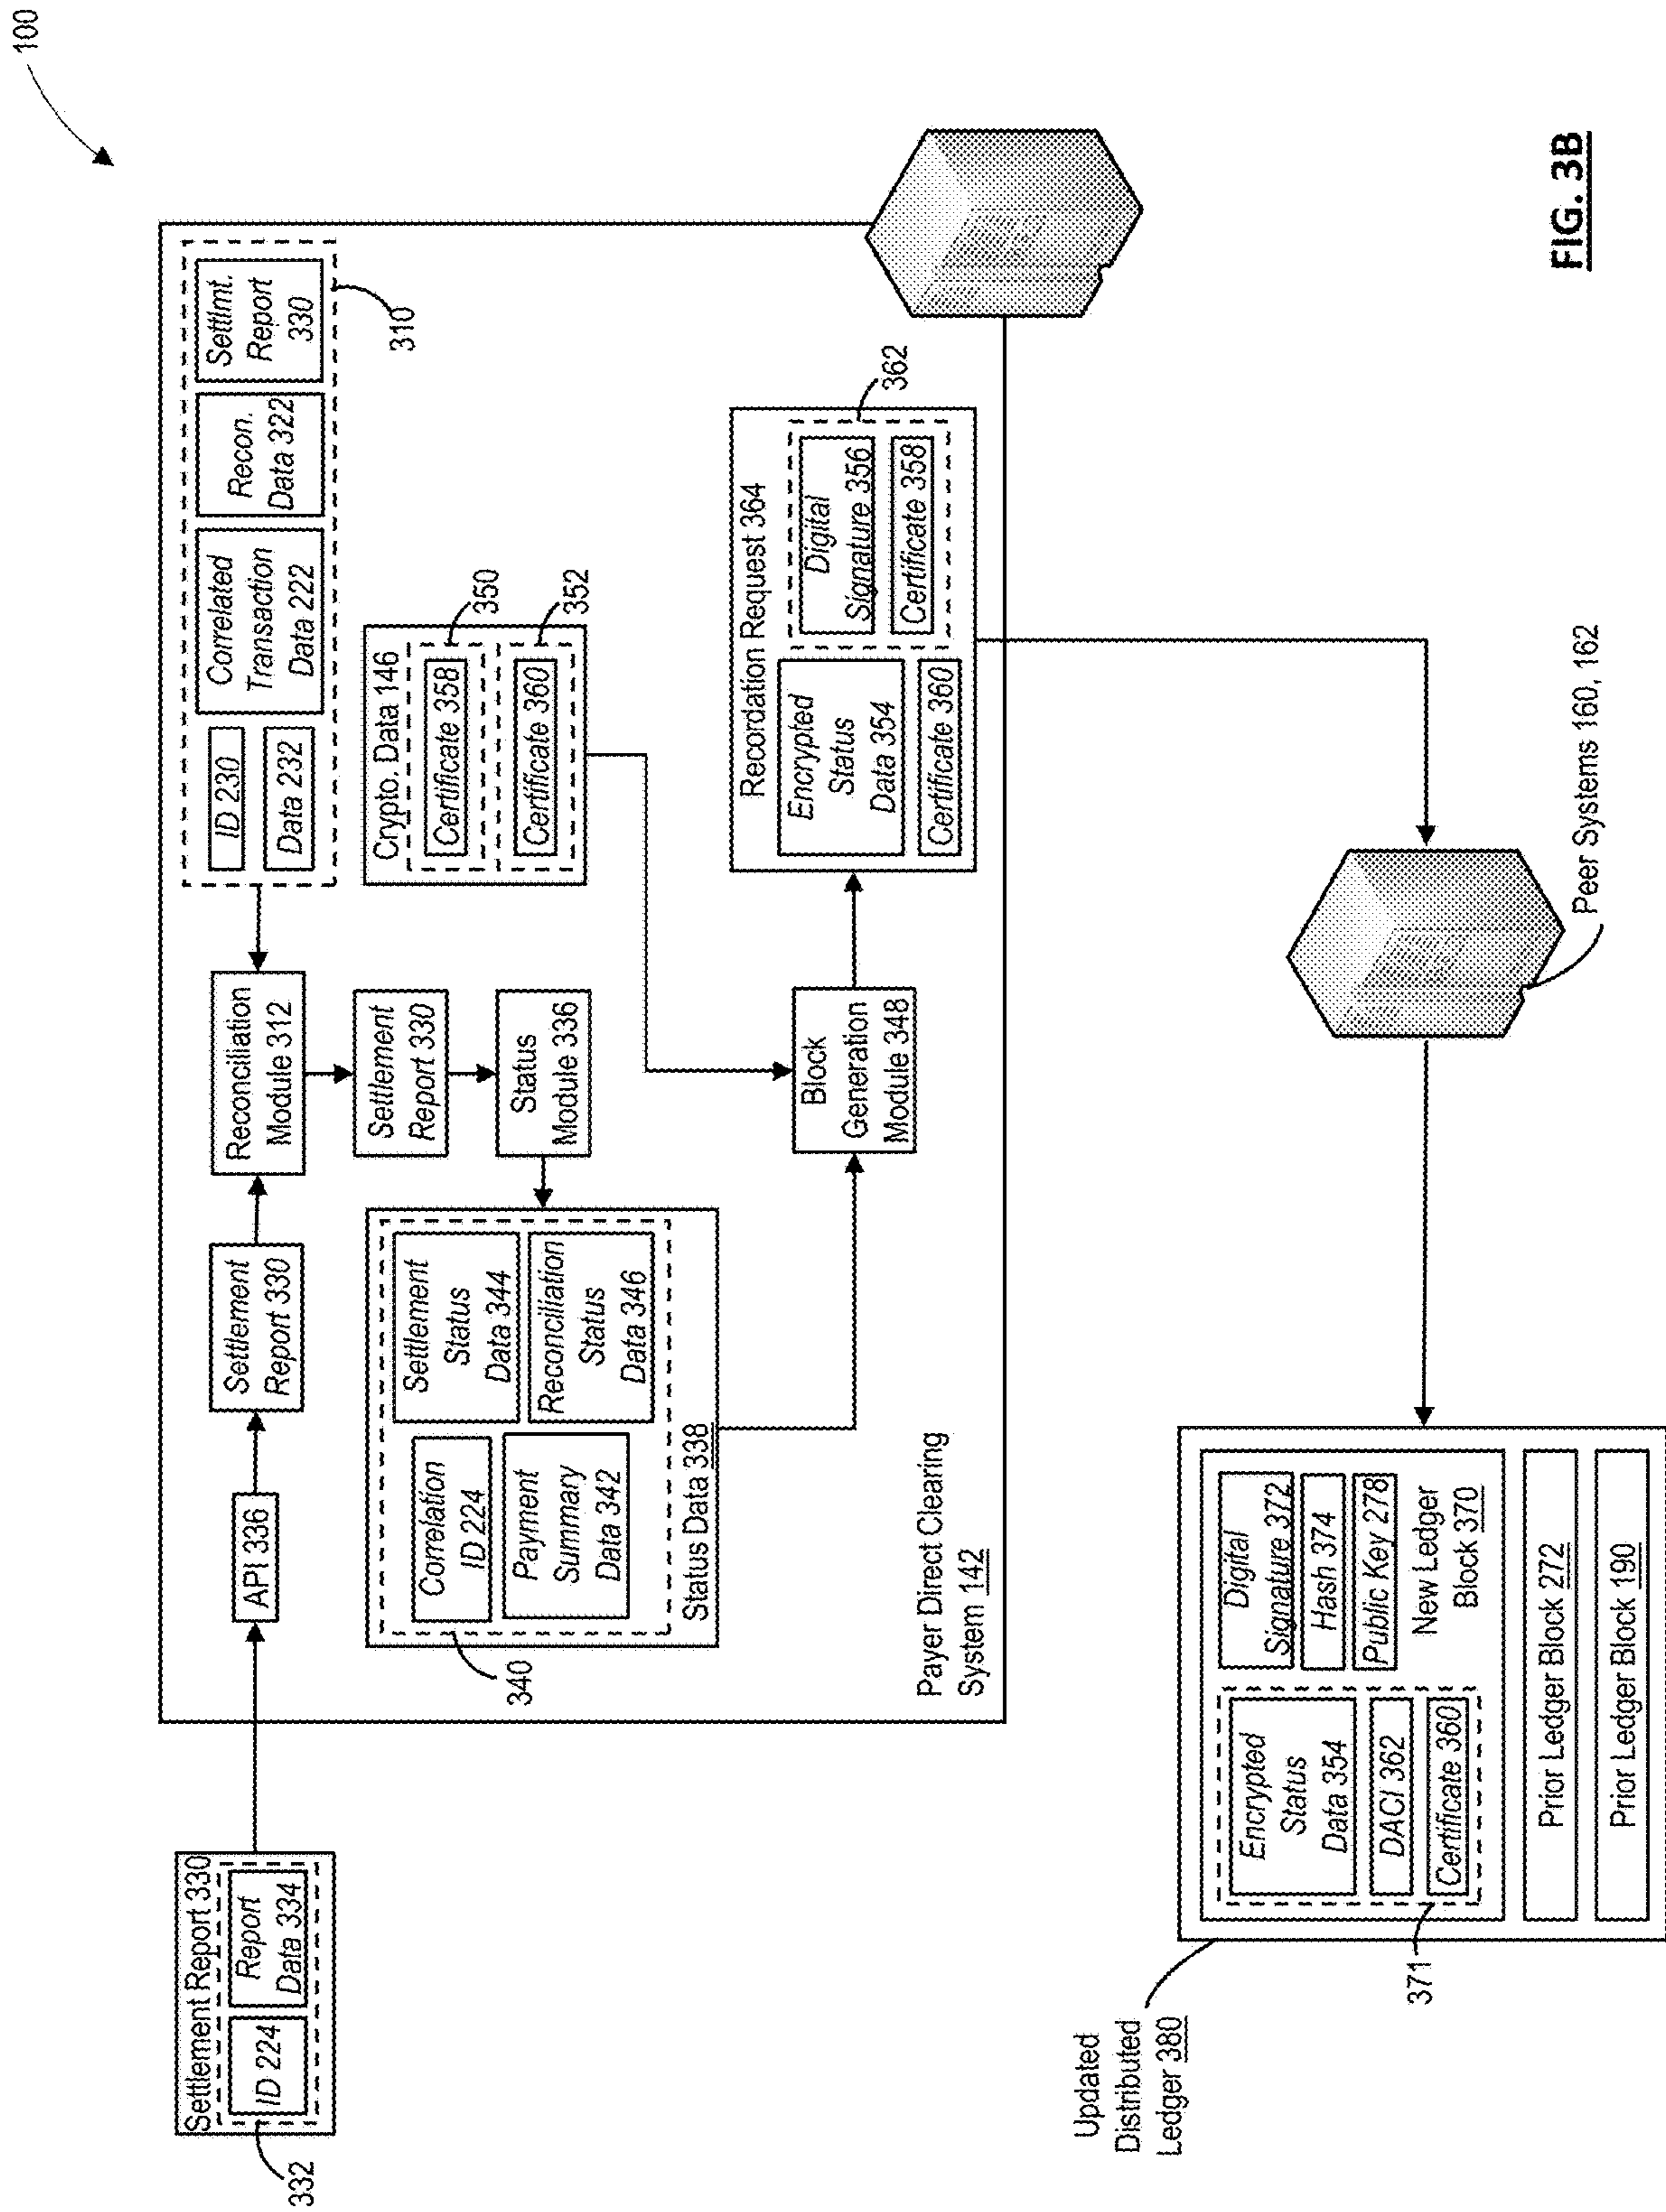 100
Settlement Report 330
ID 224
Report
Data 334
332
API 336
Settlement
Report 330
Reconciliation
Module 312
ID 230
Data 232
Correlated
Transaction
Data 222
Recon.
Data 322
Settlmt.
Report
330
310
Settlement
Report 330
Status
Module 336
Crypto. Data 146
Certificate 358
350
Certificate 360
352
Correlation
ID 224
Payment
Summary
Data 342
Settlement
Status
Data 344
Reconciliation
Status
Data 346
Status Data 338
340
Block
Generation
Module 348
Recordation Request 364
Encrypted
Status
Data 354
Certificate 360
Digital
Signature 356
Certificate 358
362
Payer Direct Clearing
System 142
Updated
Distributed
Ledger 380
371
Encrypted
Status
Data 354
DACI 362
Certificate 360
Digital
Signature 372
Hash 374
Public Key 278
New Ledger
Block 370
Prior Ledger Block 272
Prior Ledger Block 190
Peer Systems 160, 162
FIG. 3B